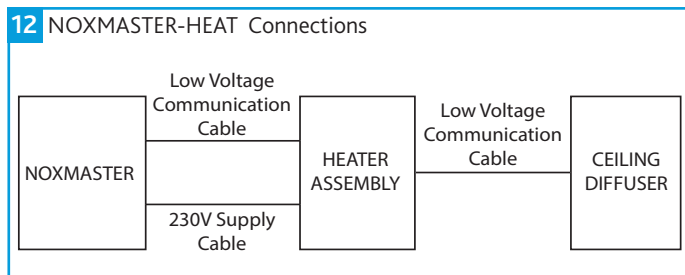 12 NOXMASTER-HEAT Connections
Low Voltage
Communication
Cable
Low Voltage
Communication
Cable
NOXMASTER
HEATER
ASSEMBLY
CEILING
DIFFUSER
230V Supply
Cable